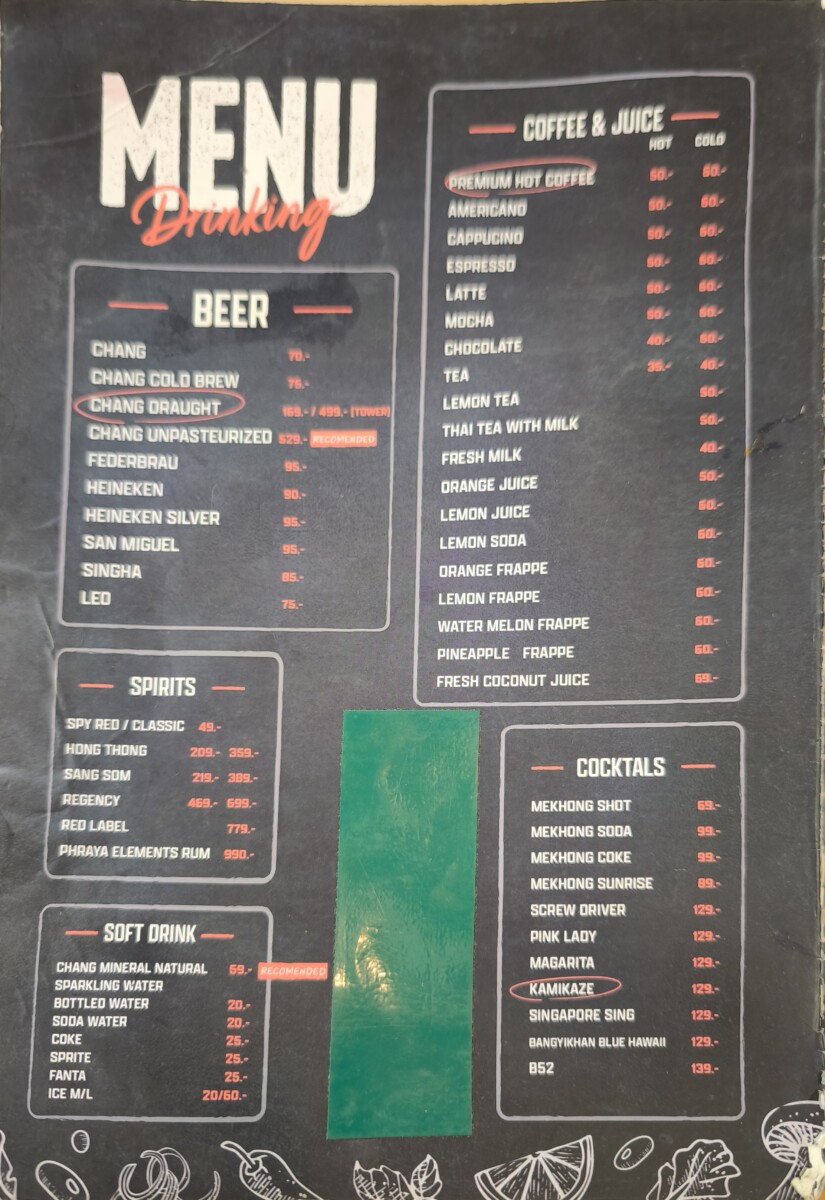 MENU
Drinking
BEER
CHANG 70.-
CHANG COLD BREW 75.-
CHANG DRAUGHT 169.- / 499.- (TOWER)
CHANG UNPASTEURIZED 629.- RECOMENDED
FEDERBRAU 95.-
HEINEKEN 90.-
HEINEKEN SILVER 95.-
SAN MIGUEL 95.-
SINGHA 85.-
LEO 75.-
SPIRITS
SPY RED / CLASSIC 49.-
HONG THONG 209.- 359.-
SANG SOM 219.- 389.-
REGENCY 469.- 699.-
RED LABEL 779.-
PHRAYA ELEMENTS RUM 990.-
SOFT DRINK
CHANG MINERAL NATURAL 59.- RECOMENDED
SPARKLING WATER
BOTTLED WATER 20.-
SODA WATER 20.-
COKE 25.-
SPRITE 25.-
FANTA 25.-
ICE M/L 20/60.-
COFFEE & JUICE
HOT COLD
PREMIUM HOT COFFEE 50.- 60.-
AMERICANO 50.- 60.-
CAPPUCINO 50.- 60.-
ESPRESSO 50.- 60.-
LATTE 50.- 60.-
MOCHA 50.- 60.-
CHOCOLATE 40.- 50.-
TEA 35.- 40.-
LEMON TEA 50.-
THAI TEA WITH MILK 50.-
FRESH MILK 40.-
ORANGE JUICE 50.-
LEMON JUICE 60.-
LEMON SODA 60.-
ORANGE FRAPPE 60.-
LEMON FRAPPE 60.-
WATER MELON FRAPPE 60.-
PINEAPPLE FRAPPE 60.-
FRESH COCONUT JUICE 69.-
COCKTALS
MEKHONG SHOT 69.-
MEKHONG SODA 99.-
MEKHONG COKE 99.-
MEKHONG SUNRISE 89.-
SCREW DRIVER 129.-
PINK LADY 129.-
MAGARITA 129.-
KAMIKAZE 129.-
SINGAPORE SING 129.-
BANGYIKHAN BLUE HAWAII 129.-
B52 139.-